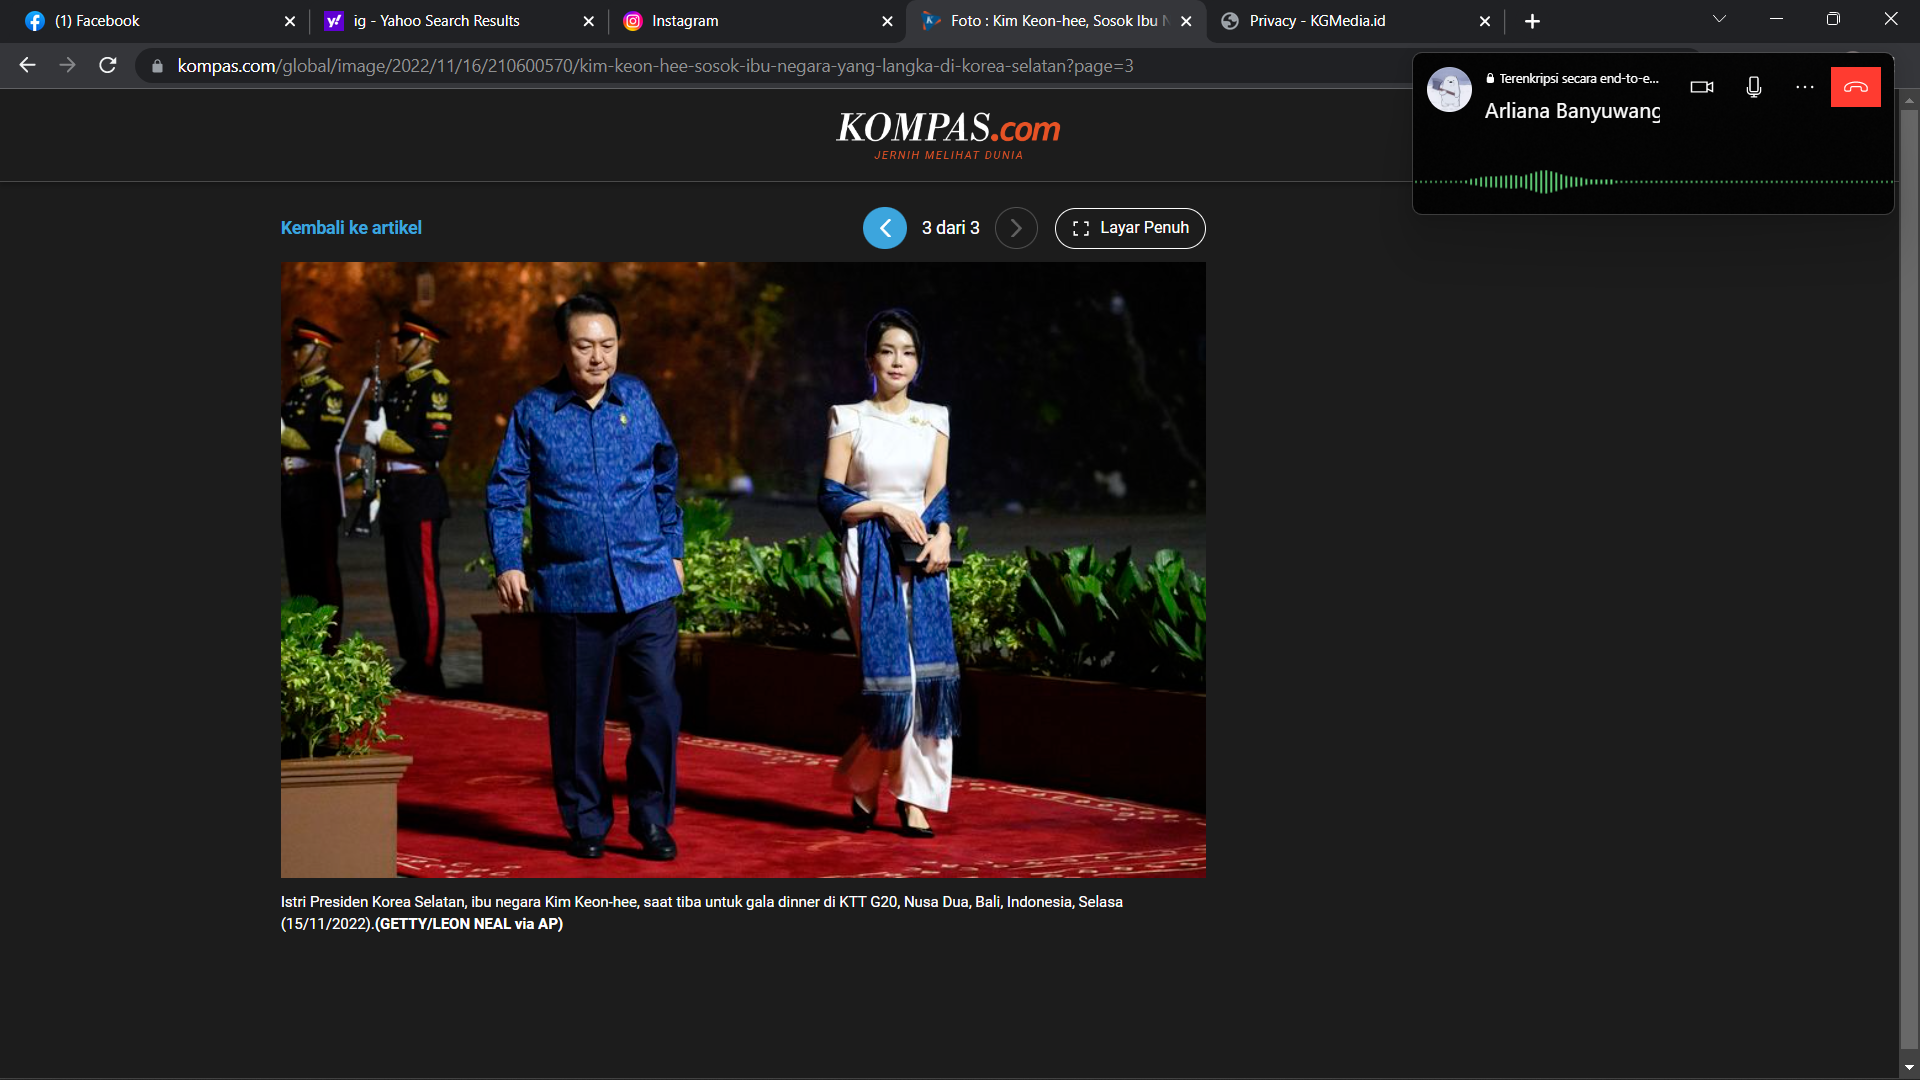 (1) Facebook
ig - Yahoo Search Results
Instagram
Foto : Kim Keon-hee, Sosok Ibu
Privacy - KGMedia.id
kompas.com/global/image/2022/11/16/210600570/kim-keon-hee-sosok-ibu-negara-yang-langka-di-korea-selatan?page=3
Terenkripsi secara end-to-e...
Arliana Banyuwang
KOMPAS.com
JERNIH MELIHAT DUNIA
Kembali ke artikel
3 dari 3
Layar Penuh
Istri Presiden Korea Selatan, ibu negara Kim Keon-hee, saat tiba untuk gala dinner di KTT G20, Nusa Dua, Bali, Indonesia, Selasa
(15/11/2022).(GETTY/LEON NEAL via AP)